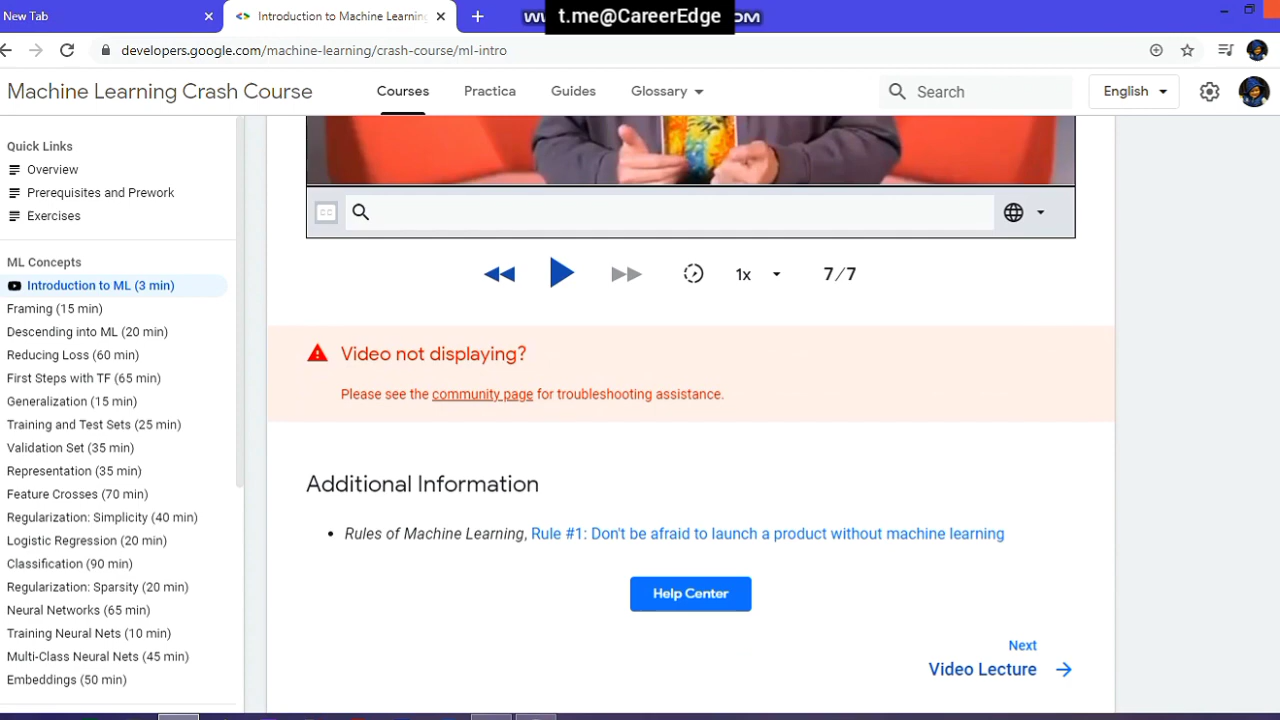 New Tab
Introduction to Machine Learning
t.me@CareerEdge
developers.google.com/machine-learning/crash-course/ml-intro
Machine Learning Crash Course
Courses
Practica
Guides
Glossary
Search
English
Quick Links
Overview
Prerequisites and Prework
Exercises
ML Concepts
Introduction to ML (3 min)
Framing (15 min)
Descending into ML (20 min)
Reducing Loss (60 min)
First Steps with TF (65 min)
Generalization (15 min)
Training and Test Sets (25 min)
Validation Set (35 min)
Representation (35 min)
Feature Crosses (70 min)
Regularization: Simplicity (40 min)
Logistic Regression (20 min)
Classification (90 min)
Regularization: Sparsity (20 min)
Neural Networks (65 min)
Training Neural Nets (10 min)
Multi-Class Neural Nets (45 min)
Embeddings (50 min)
CC
1x
7/7
Video not displaying?
Please see the community page for troubleshooting assistance.
Additional Information
Rules of Machine Learning, Rule #1: Don't be afraid to launch a product without machine learning
Help Center
Next
Video Lecture